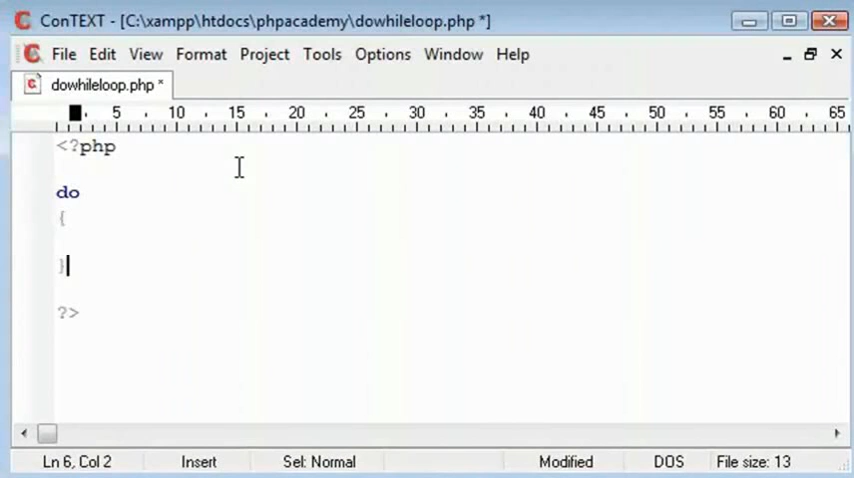 ConTEXT - [C:\xampp\htdocs\phpacademy\dowhileloop.php *]
File Edit View Format Project Tools Options Window Help
dowhileloop.php *
5 10 15 20 25 30 35 40 45 50 55 60 65
<?php
do
{
}
?>
Ln 6, Col 2 Insert Sel: Normal Modified DOS File size: 13